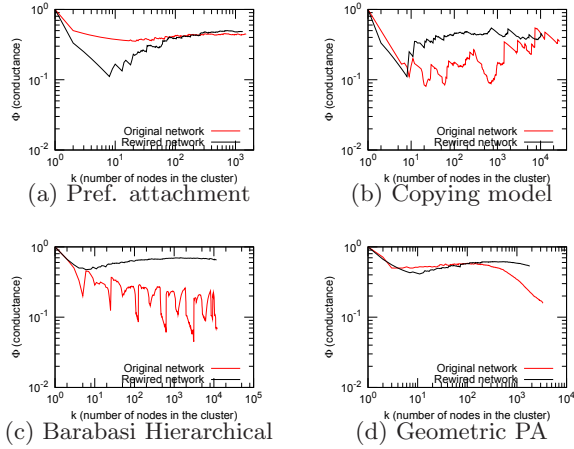 10^0
10^-1
10^-2
10^0 10^1 10^2 10^3
Φ (conductance)
k (number of nodes in the cluster)
Original network
Rewired network
(a) Pref. attachment
10^0
10^-1
10^-2
10^0 10^1 10^2 10^3 10^4
Φ (conductance)
k (number of nodes in the cluster)
Original network
Rewired network
(b) Copying model
10^0
10^-1
10^-2
10^0 10^1 10^2 10^3 10^4 10^5
Φ (conductance)
k (number of nodes in the cluster)
Original network
Rewired network
(c) Barabasi Hierarchical
10^0
10^-1
10^-2
10^0 10^1 10^2 10^3 10^4
Φ (conductance)
k (number of nodes in the cluster)
Original network
Rewired network
(d) Geometric PA